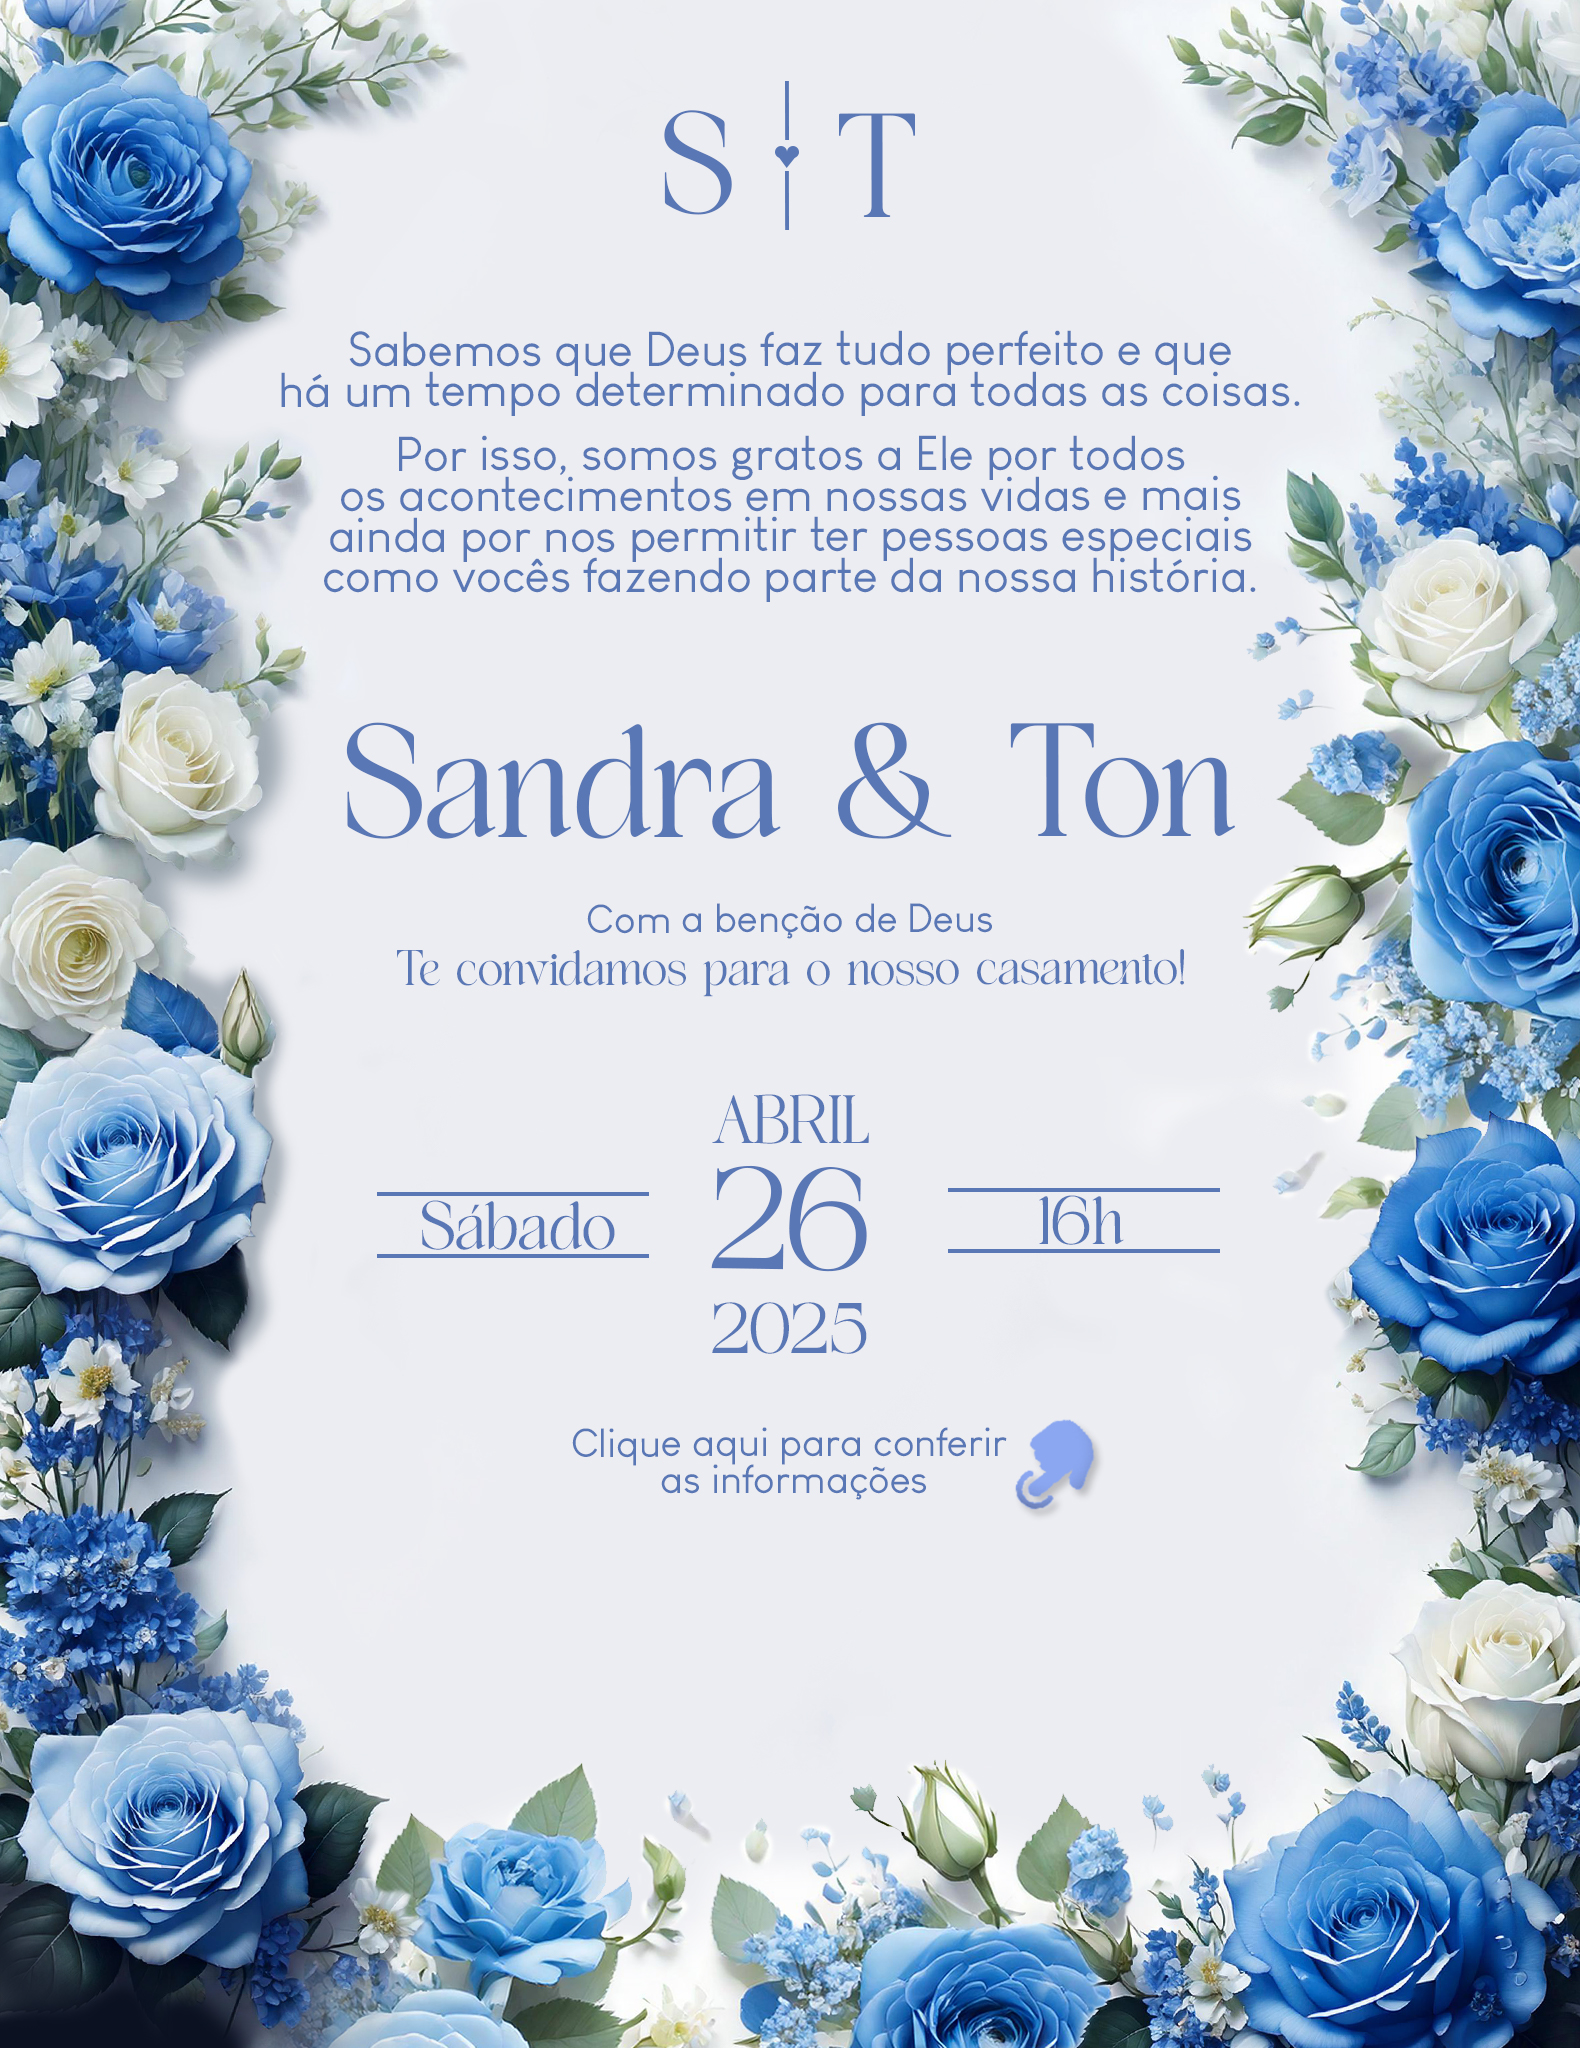 S T
Sabemos que Deus faz tudo perfeito e que
há um tempo determinado para todas as coisas.
Por isso, somos gratos a Ele por todos
os acontecimentos em nossas vidas e mais
ainda por nos permitir ter pessoas especiais
como vocês fazendo parte da nossa história.
Sandra & Ton
Com a benção de Deus
Te convidamos para o nosso casamento!
ABRIL
Sábado 26 16h
2025
Clique aqui para conferir
as informações